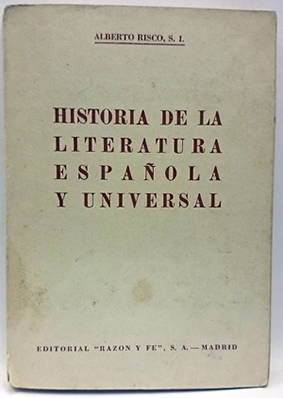 ALBERTO RISCO, S. I.
HISTORIA DE LA
LITERATURA
ESPAÑOLA
Y UNIVERSAL
EDITORIAL "RAZON Y FE", S. A. — MADRID